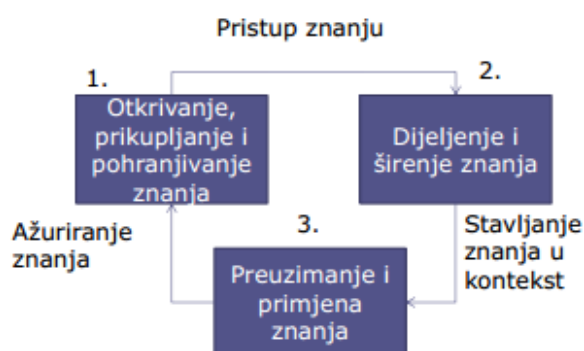 Pristup znanju
1.
Otkrivanje,
prikupljanje i
pohranjivanje
znanja
2.
Dijeljenje i
širenje znanja
Stavljanje
znanja u
kontekst
3.
Preuzimanje i
primjena
znanja
Ažuriranje
znanja